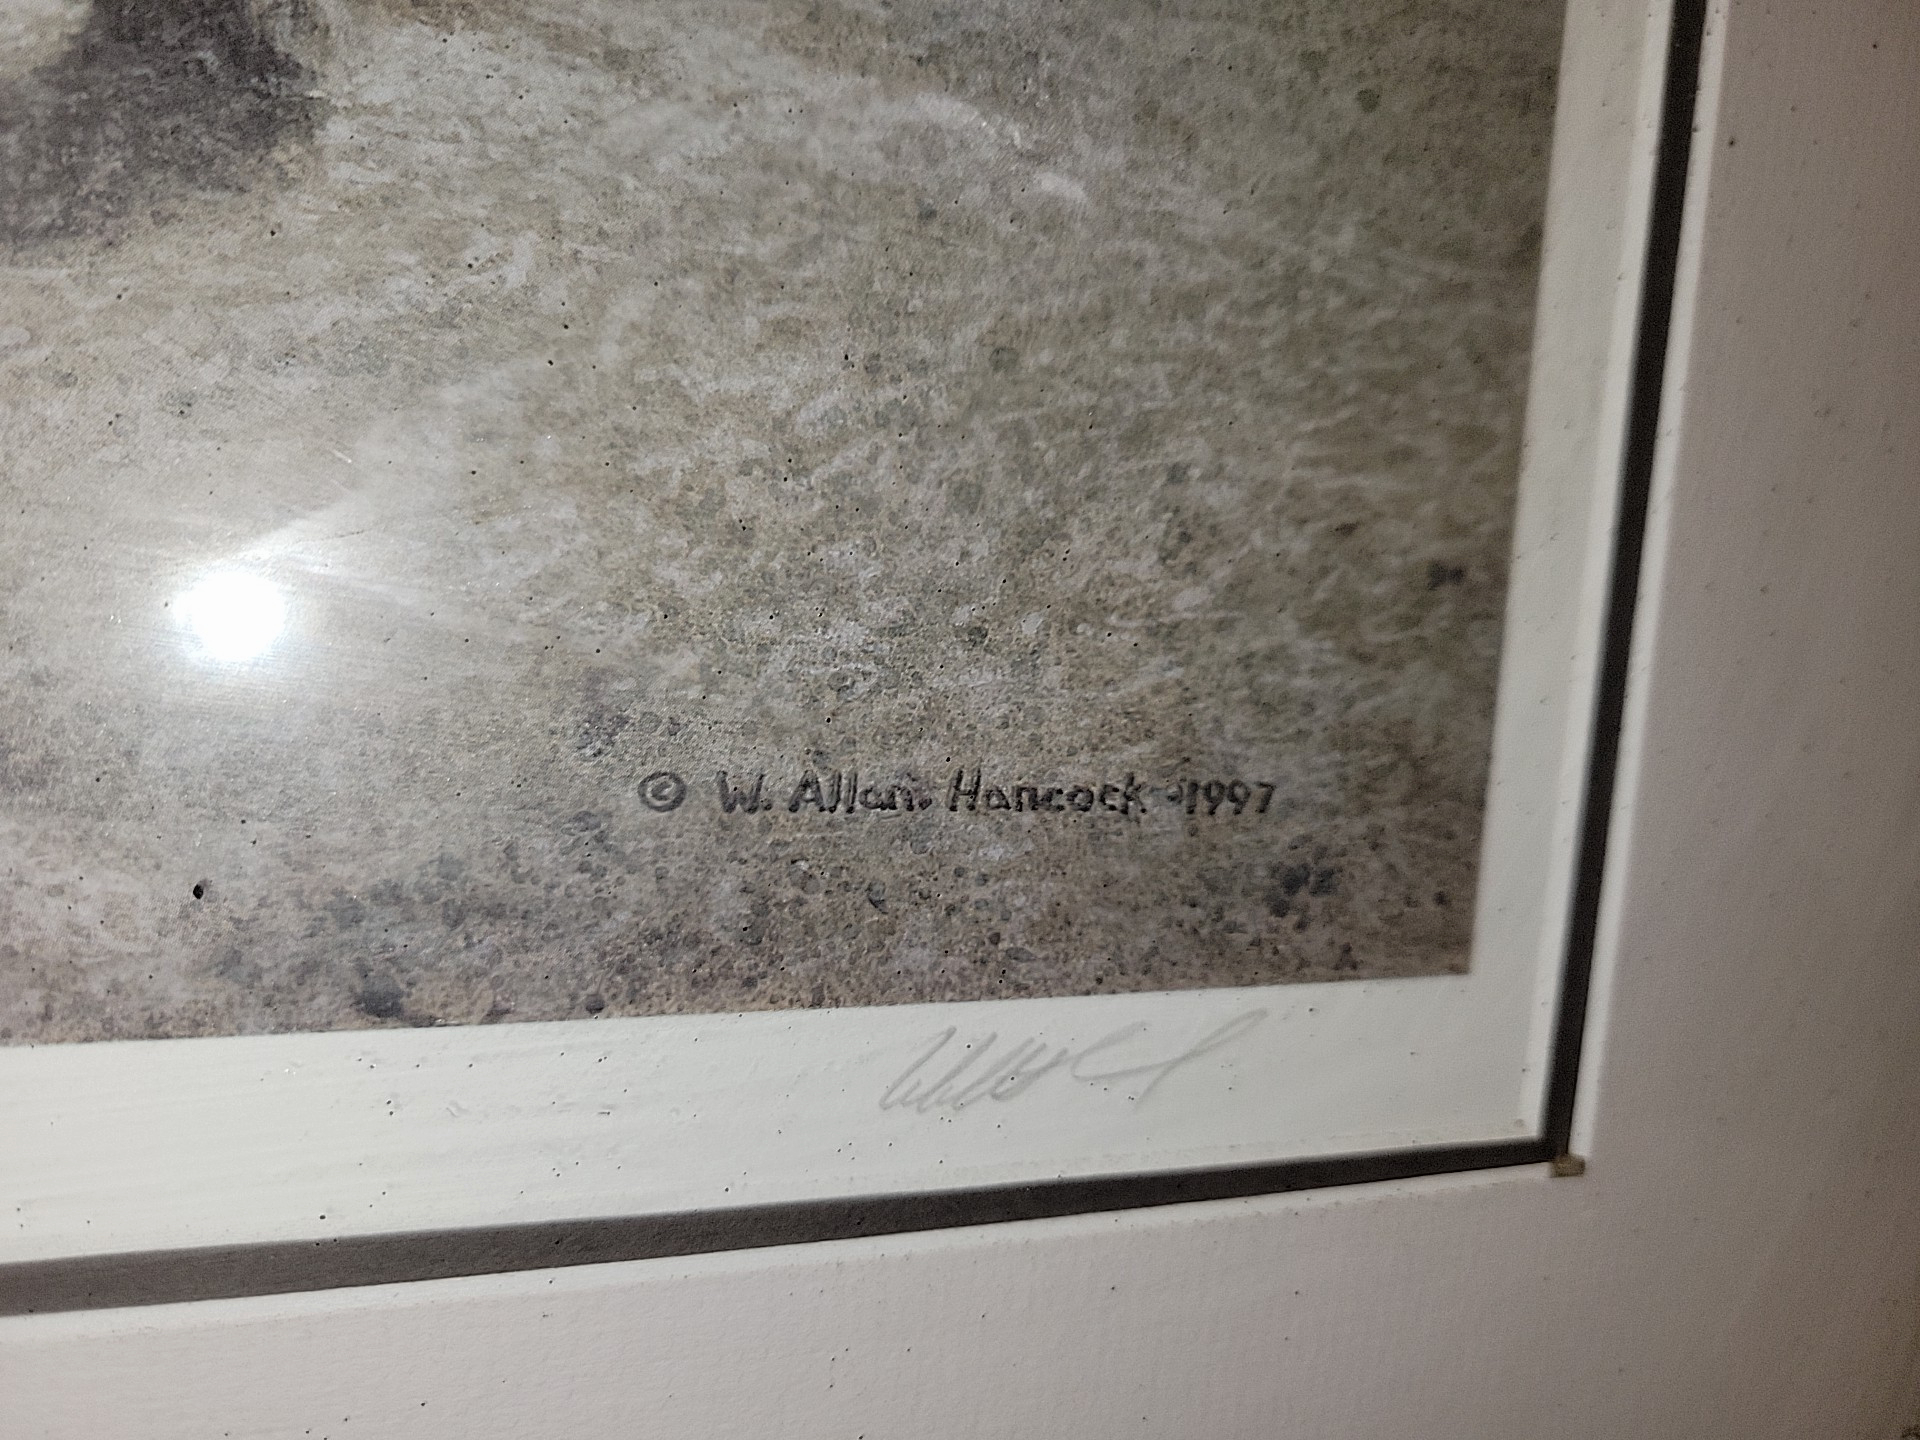 © W. Allan Hancock -1997